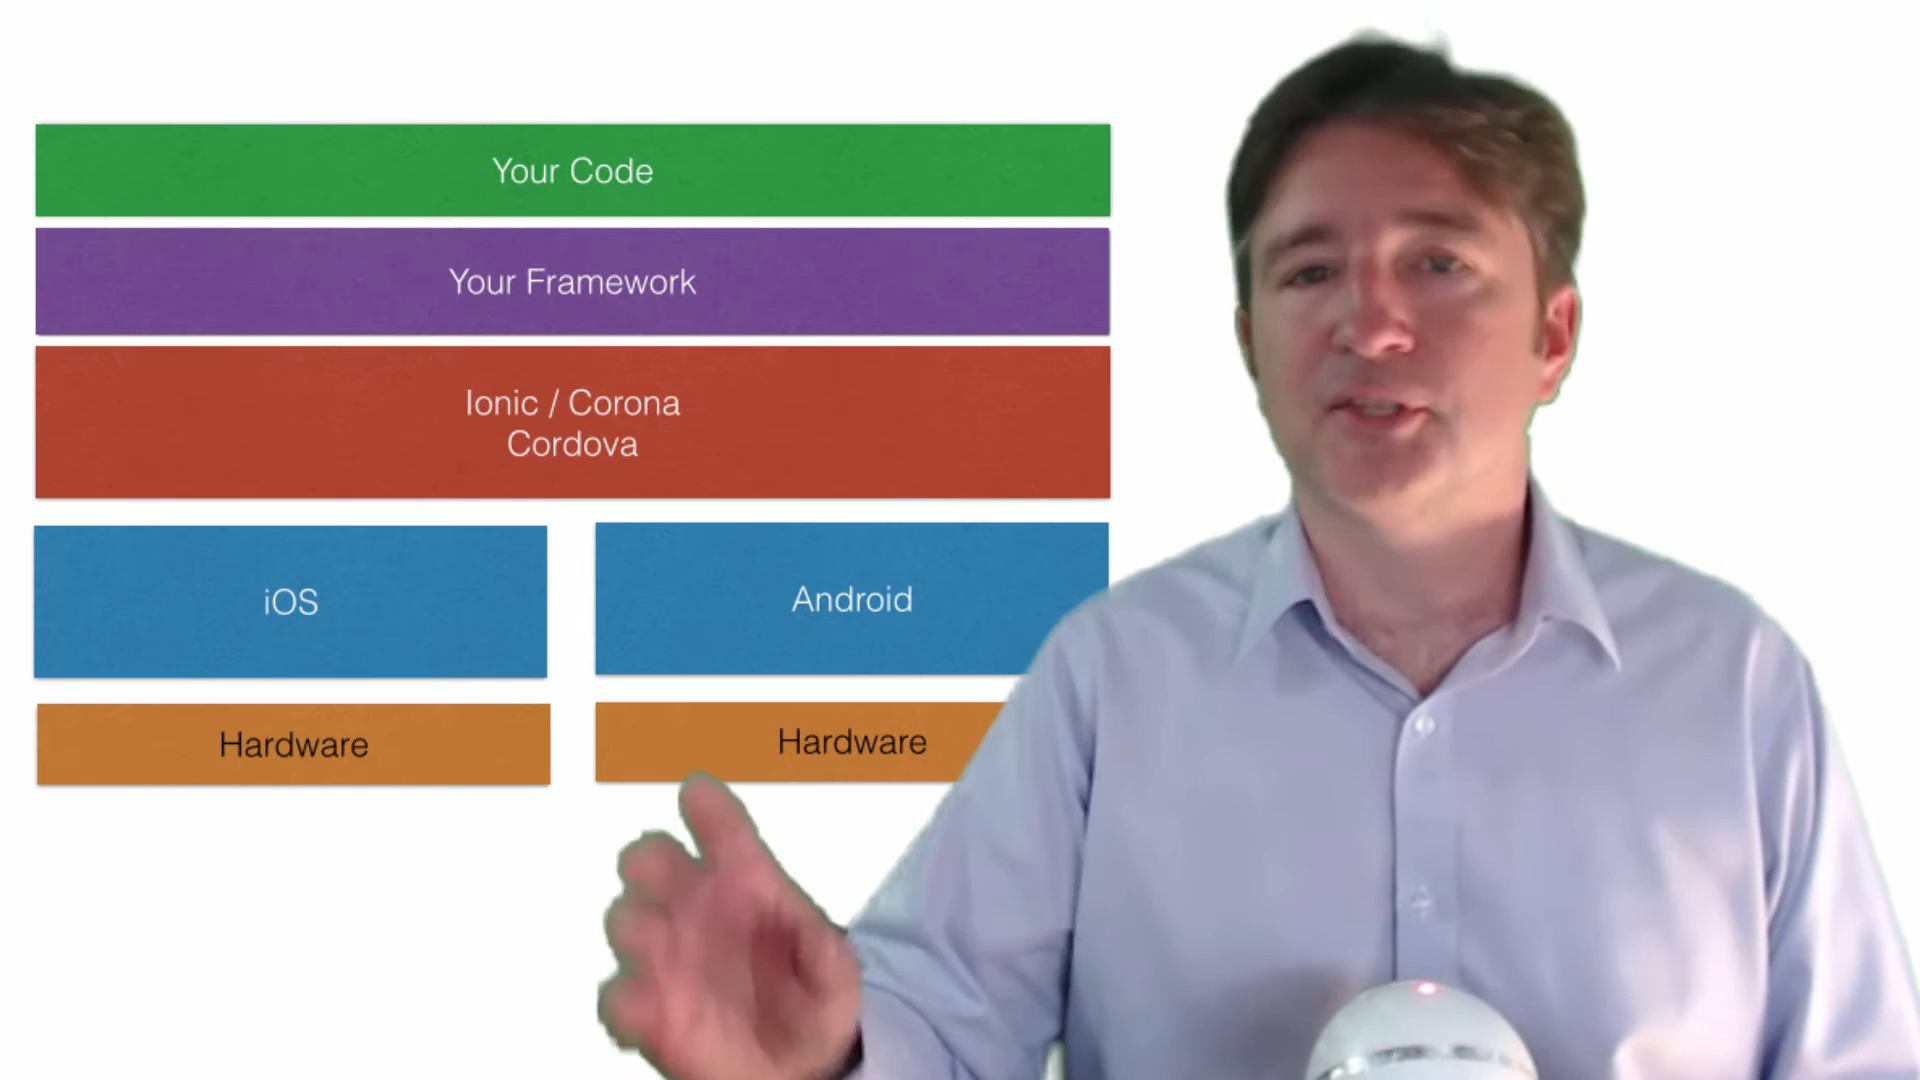 Your Code
Your Framework
Ionic / Corona
Cordova
iOS
Android
Hardware
Hardware